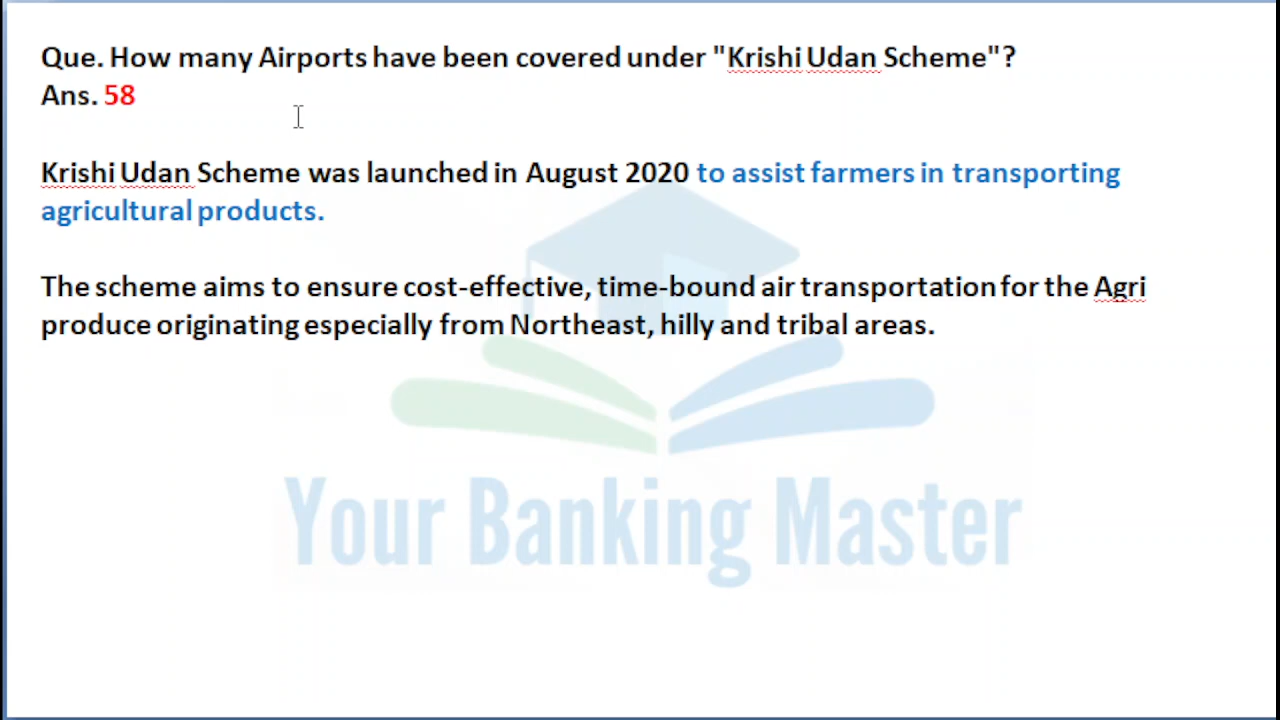 Que. How many Airports have been covered under "Krishi Udan Scheme"?
Ans. 58
Krishi Udan Scheme was launched in August 2020 to assist farmers in transporting
agricultural products.
The scheme aims to ensure cost-effective, time-bound air transportation for the Agri
produce originating especially from Northeast, hilly and tribal areas.
Your Banking Master